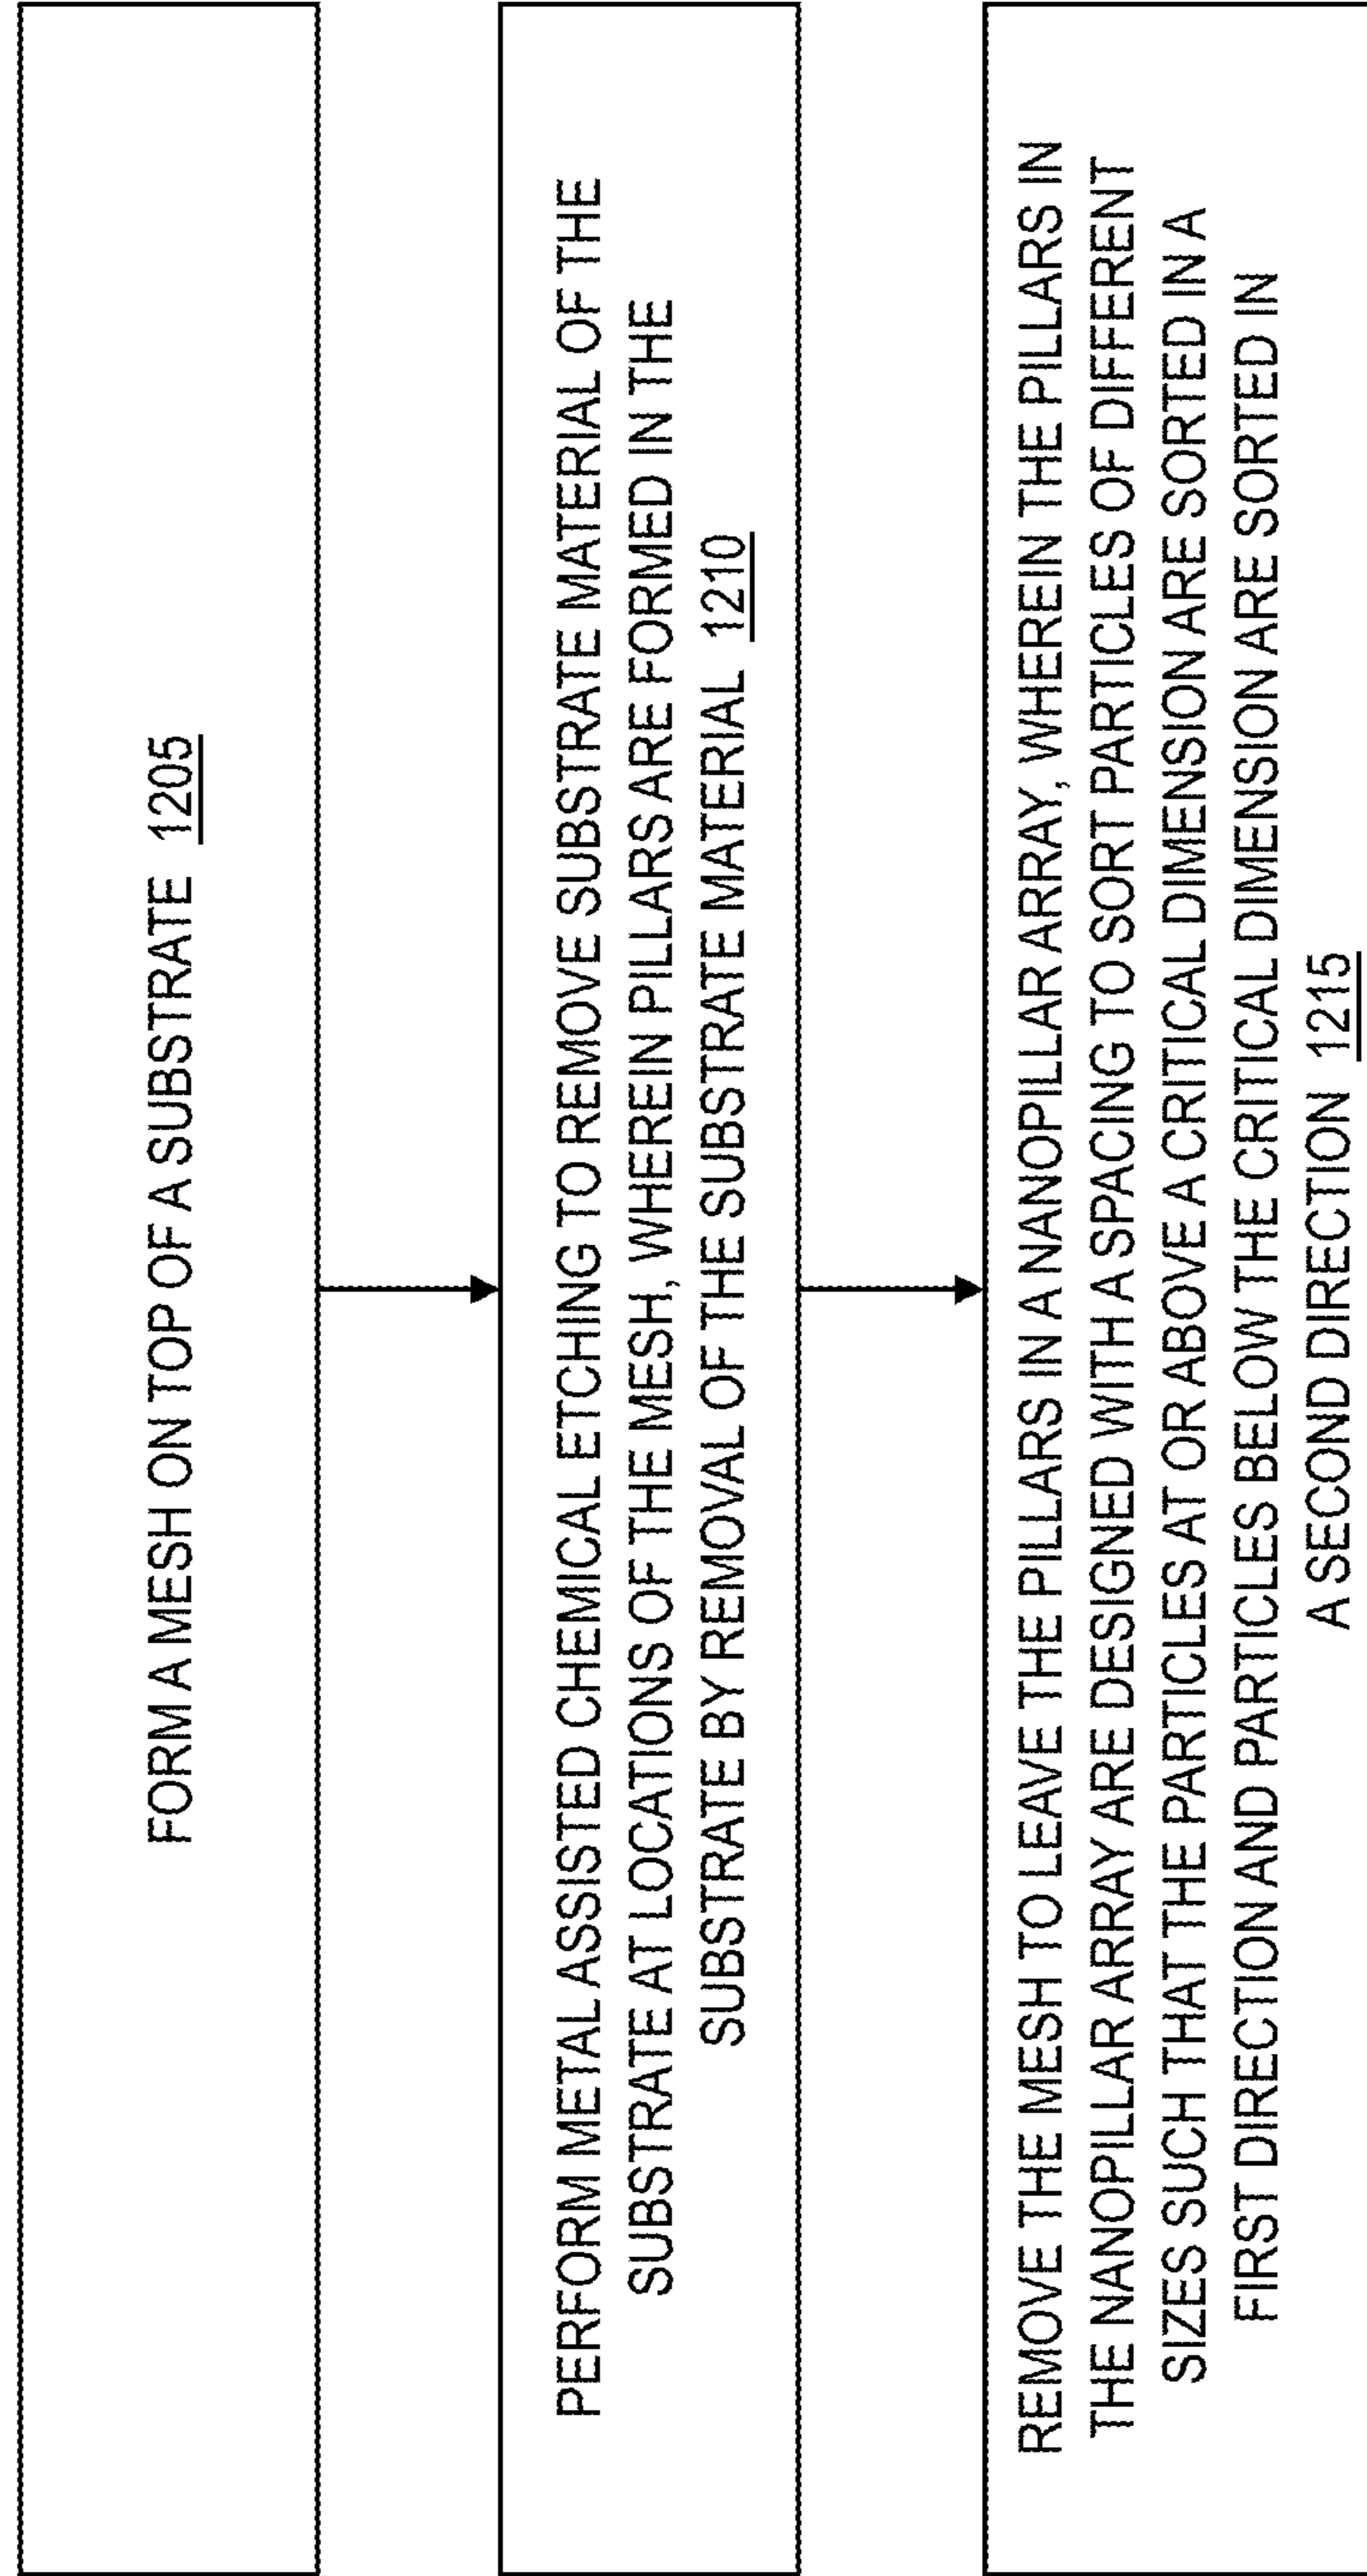 FORM A MESH ON TOP OF A SUBSTRATE 1205
PERFORM METAL ASSISTED CHEMICAL ETCHING TO REMOVE SUBSTRATE MATERIAL OF THE
SUBSTRATE AT LOCATIONS OF THE MESH, WHEREIN PILLARS ARE FORMED IN THE
SUBSTRATE BY REMOVAL OF THE SUBSTRATE MATERIAL 1210
REMOVE THE MESH TO LEAVE THE PILLARS IN A NANOPILLAR ARRAY, WHEREIN THE PILLARS IN
THE NANOPILLAR ARRAY ARE DESIGNED WITH A SPACING TO SORT PARTICLES OF DIFFERENT
SIZES SUCH THAT THE PARTICLES AT OR ABOVE A CRITICAL DIMENSION ARE SORTED IN A
FIRST DIRECTION AND PARTICLES BELOW THE CRITICAL DIMENSION ARE SORTED IN
A SECOND DIRECTION 1215